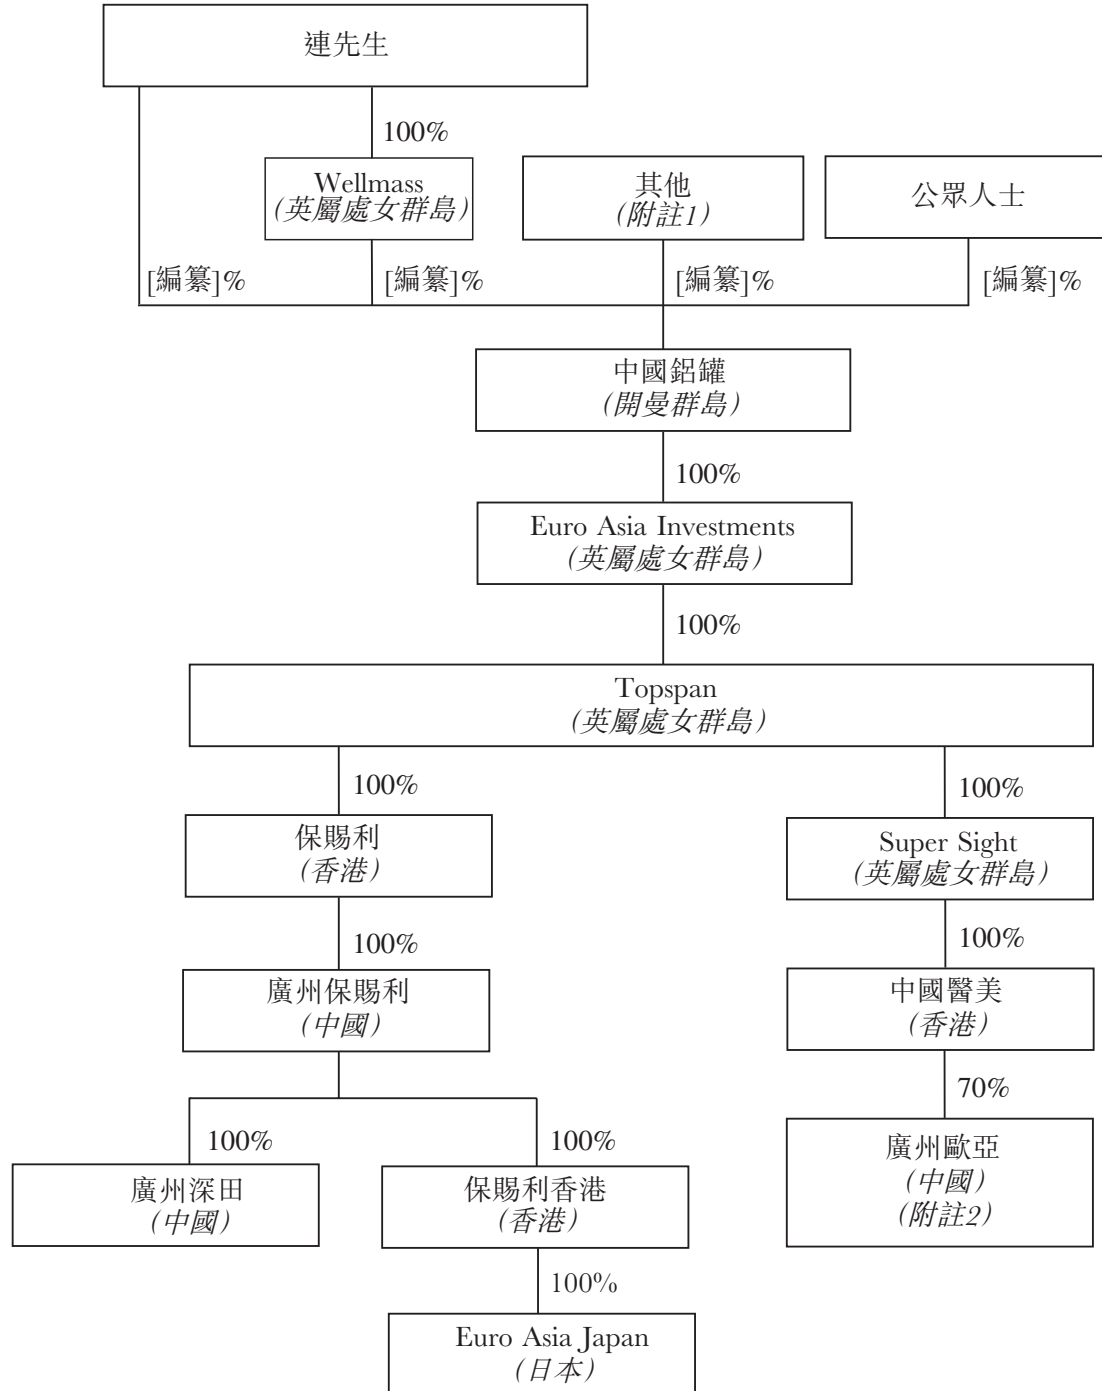 連先生
100%
Wellmass
(英屬處女群島)
其他
(附註1)
公眾人士
[編纂]%
[編纂]%
[編纂]%
[編纂]%
中國鋁罐
(開曼群島)
100%
Euro Asia Investments
(英屬處女群島)
100%
Topspan
(英屬處女群島)
100%
100%
保賜利
(香港)
Super Sight
(英屬處女群島)
100%
100%
廣州保賜利
(中國)
中國醫美
(香港)
70%
100%
100%
廣州歐亞
(中國)
(附註2)
廣州深田
(中國)
保賜利香港
(香港)
100%
Euro Asia Japan
(日本)